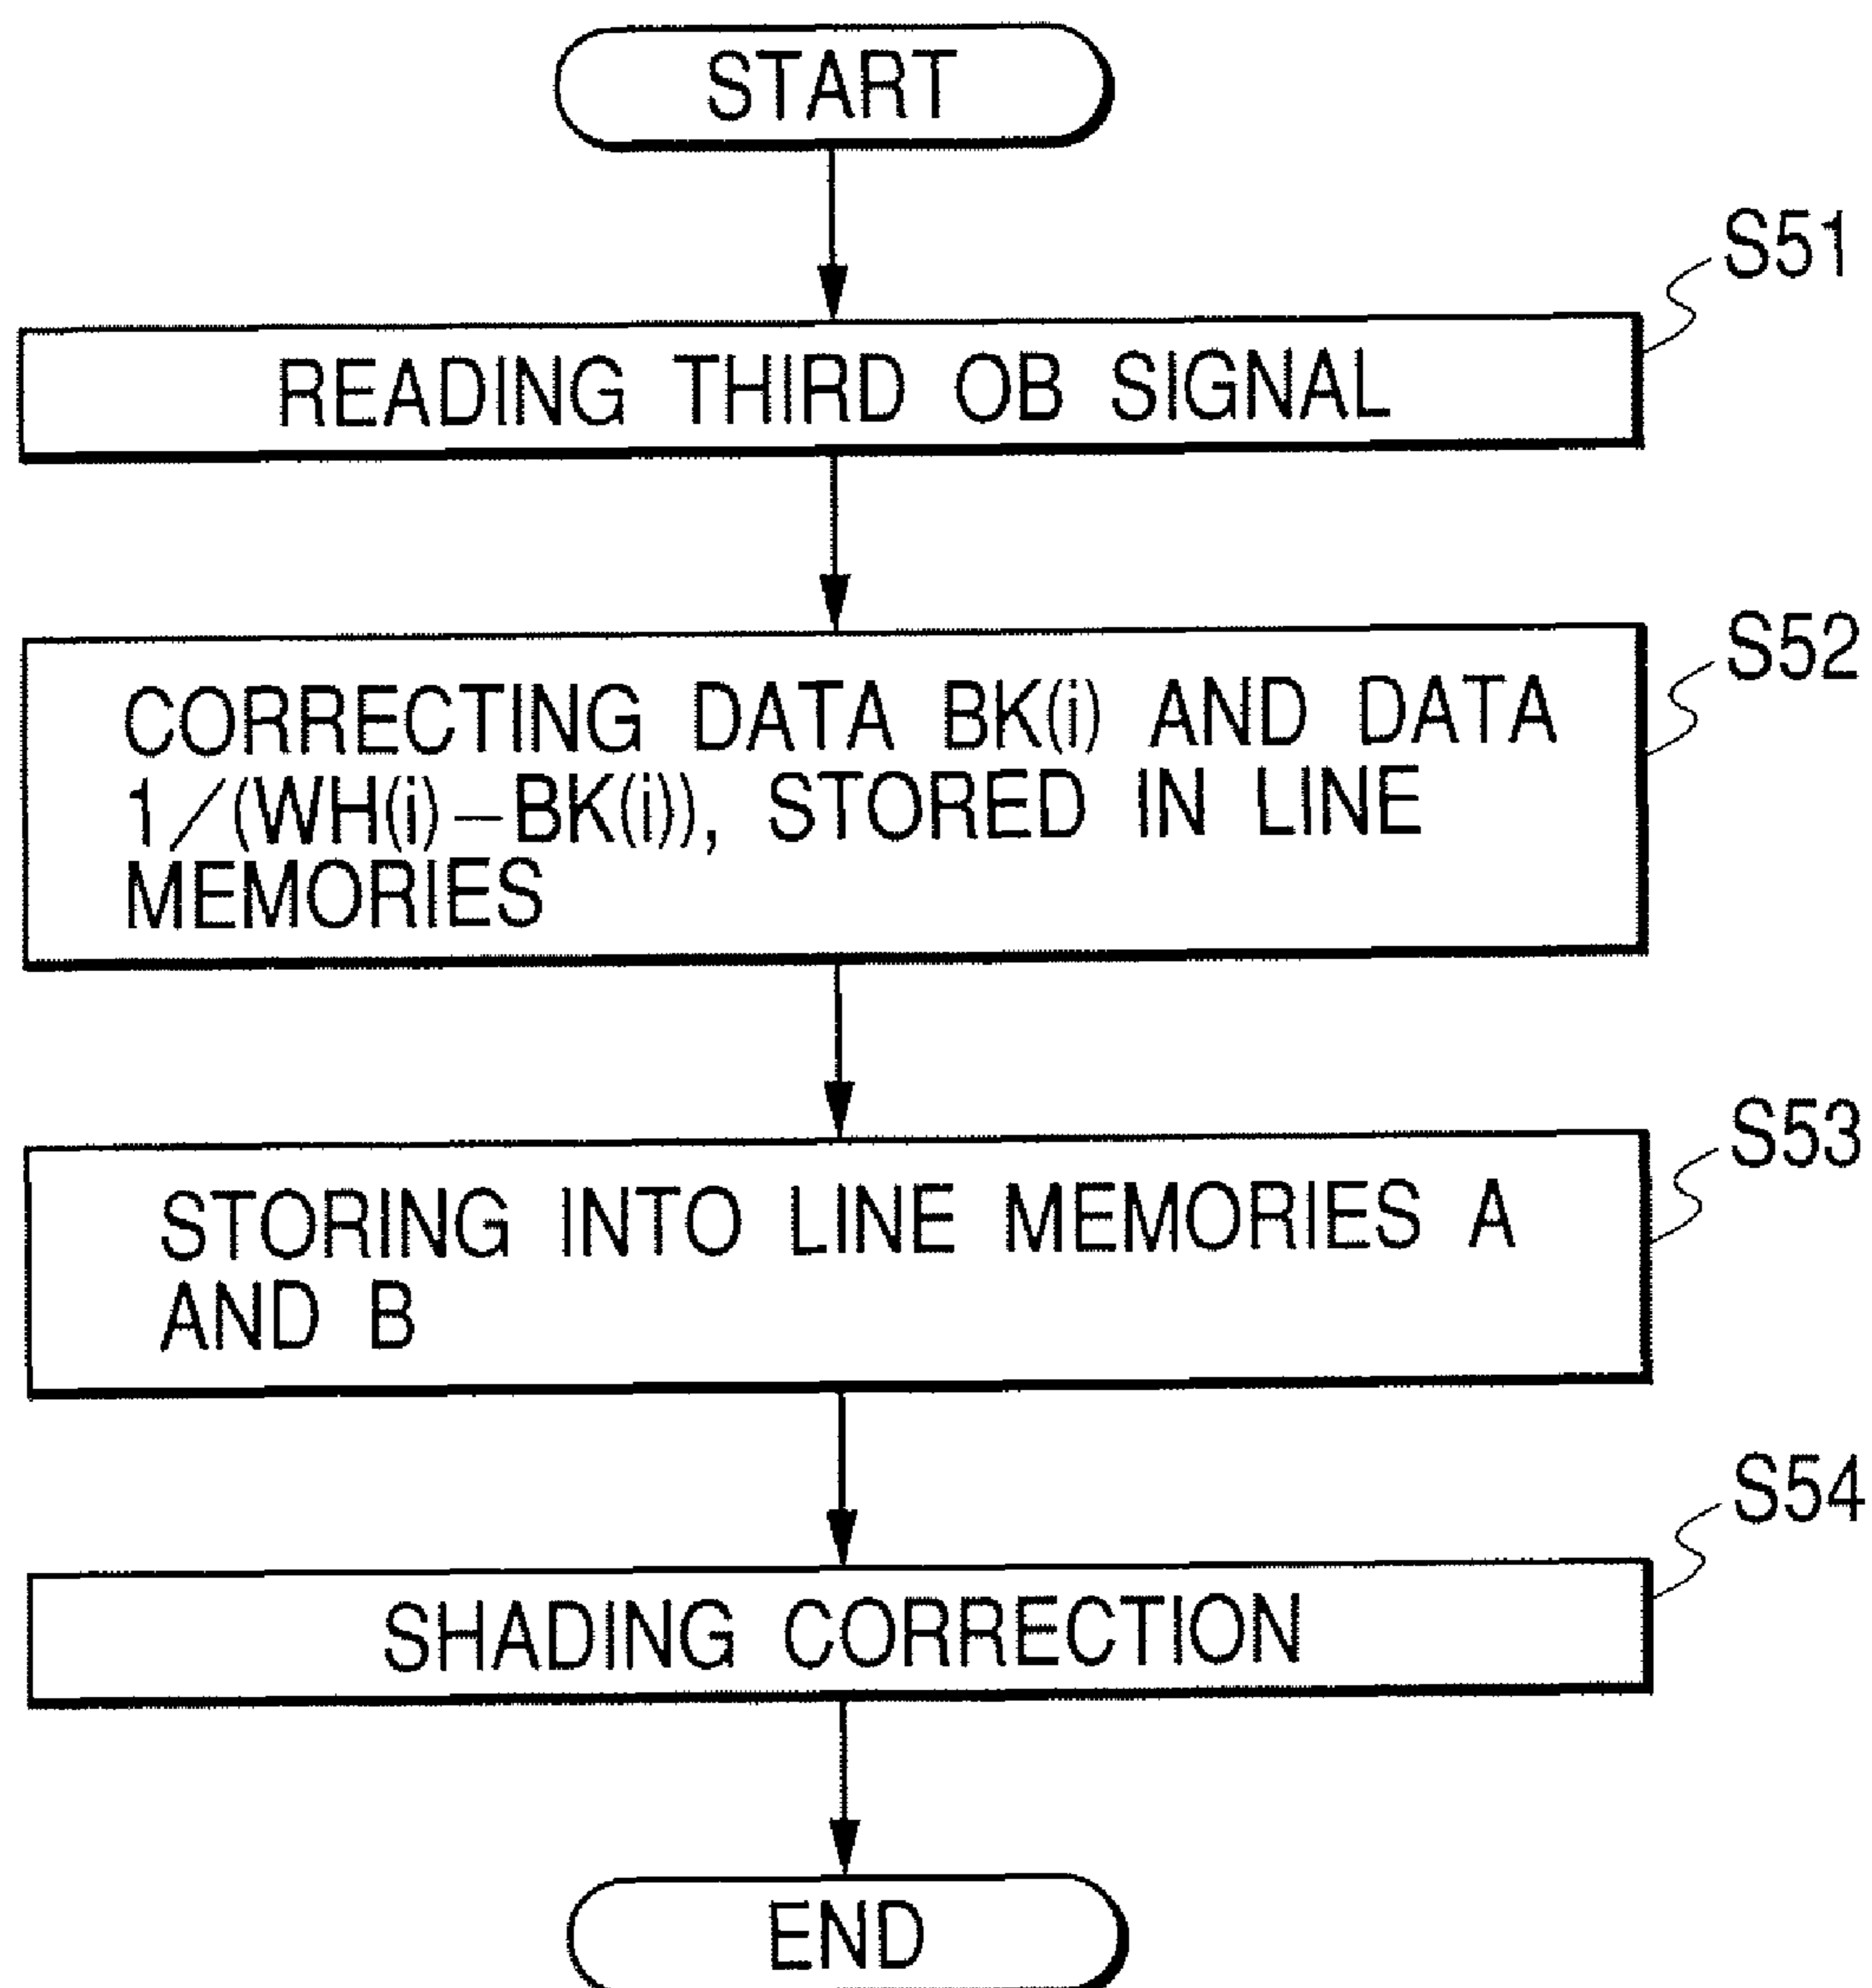 START
S51
READING THIRD OB SIGNAL
S52
CORRECTING DATA BK(i) AND DATA
1/(WH(i)-BK(i)), STORED IN LINE
MEMORIES
S53
STORING INTO LINE MEMORIES A
AND B
S54
SHADING CORRECTION
END